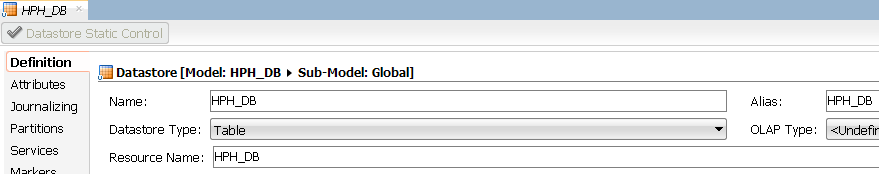 HPH_DB ×
Datastore Static Control
Definition
Attributes
Journalizing
Partitions
Services
Markers
Datastore [Model: HPH_DB ▸ Sub-Model: Global]
Name: HPH_DB Alias: HPH_DB
Datastore Type: Table OLAP Type: <Undefin
Resource Name: HPH_DB